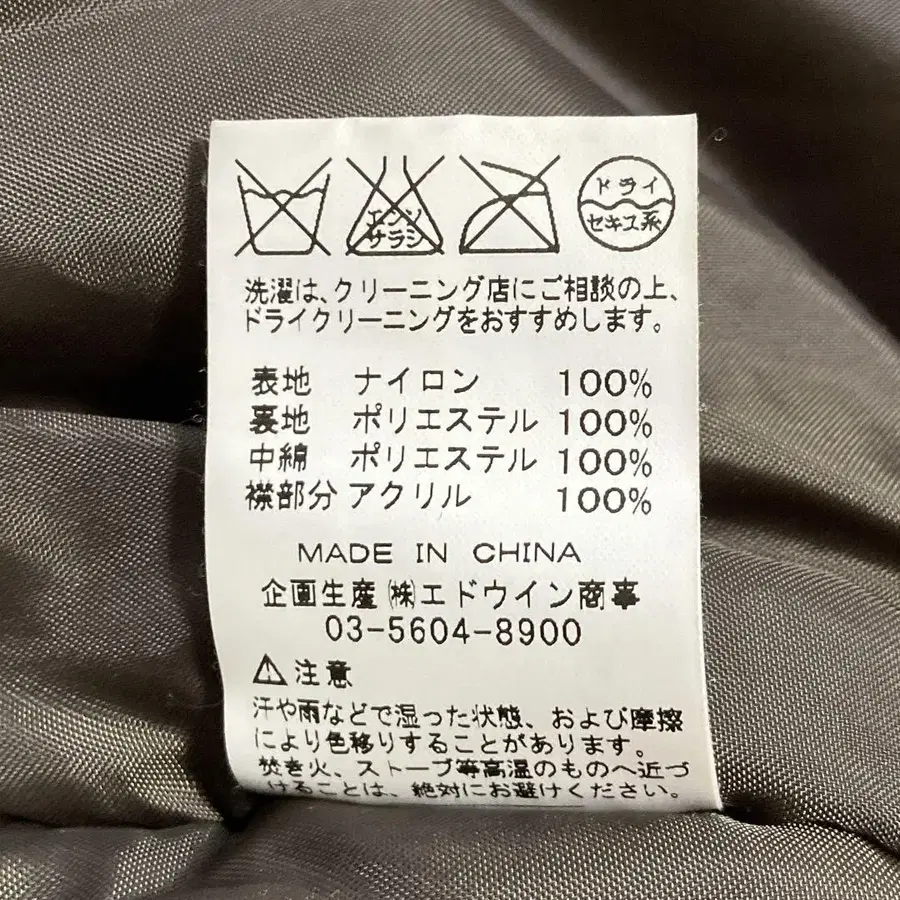 エンソ
サラシ
ドライ
セキユ系
洗濯は、クリーニング店にご相談の上、
ドライクリーニングをおすすめします。
表地 ナイロン 100%
裏地 ポリエステル 100%
中綿 ポリエステル 100%
襟部分 アクリル 100%
MADE IN CHINA
企画生産 ㈱エドウイン商事
03-5604-8900
⚠注意
汗や雨などで湿った状態、および摩擦
により色移りすることがあります。
焚き火、ストーブ等高温のものへ近づ
けることは、絶対にお避けください。